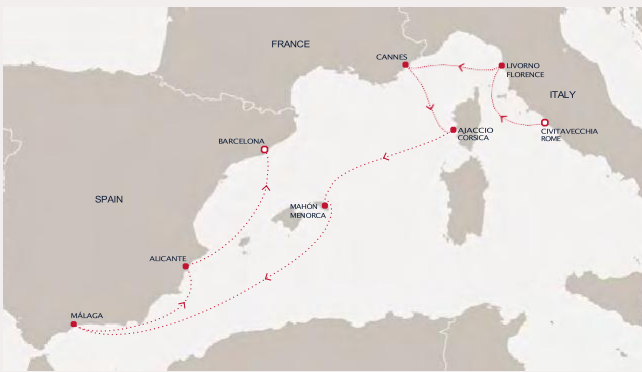 FRANCE
CANNES
LIVORNO
FLORENCE
ITALY
CIVITAVECCHIA
ROME
AJACCIO
CORSICA
BARCELONA
SPAIN
MAHÓN
MENORCA
ALICANTE
MÁLAGA